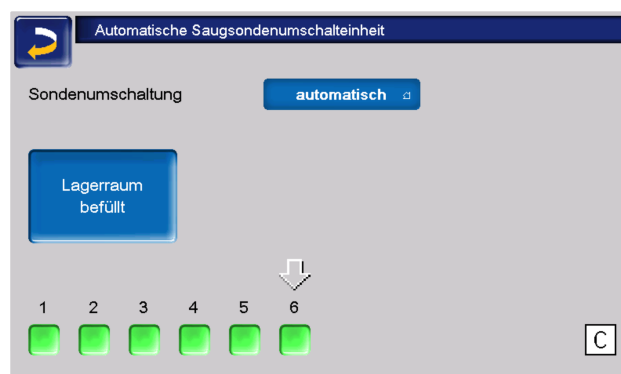 Automatische Saugsondenumschalteinheit
Sondenumschaltung
automatisch
Lagerraum
befüllt
1 2 3 4 5 6
C